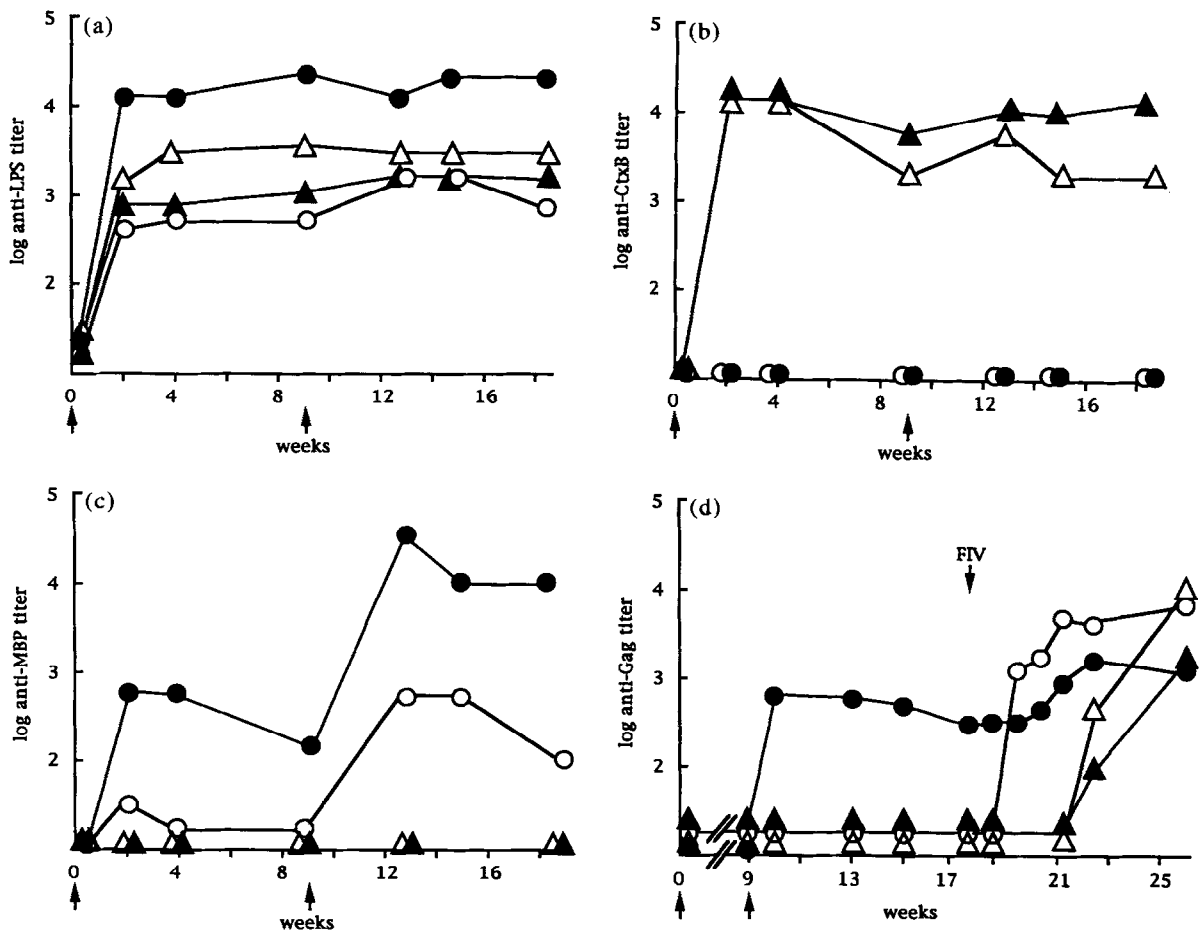 (a)
log anti-LPS titer
5
4
3
2
0 4 8 12 16
weeks
(b)
log anti-CtxB titer
5
4
3
2
0 4 8 12 16
weeks
(c)
log anti-MBP titer
5
4
3
2
0 4 8 12 16
weeks
(d)
log anti-Gag titer
5
4
3
2
FIV
0 9 13 17 21 25
weeks